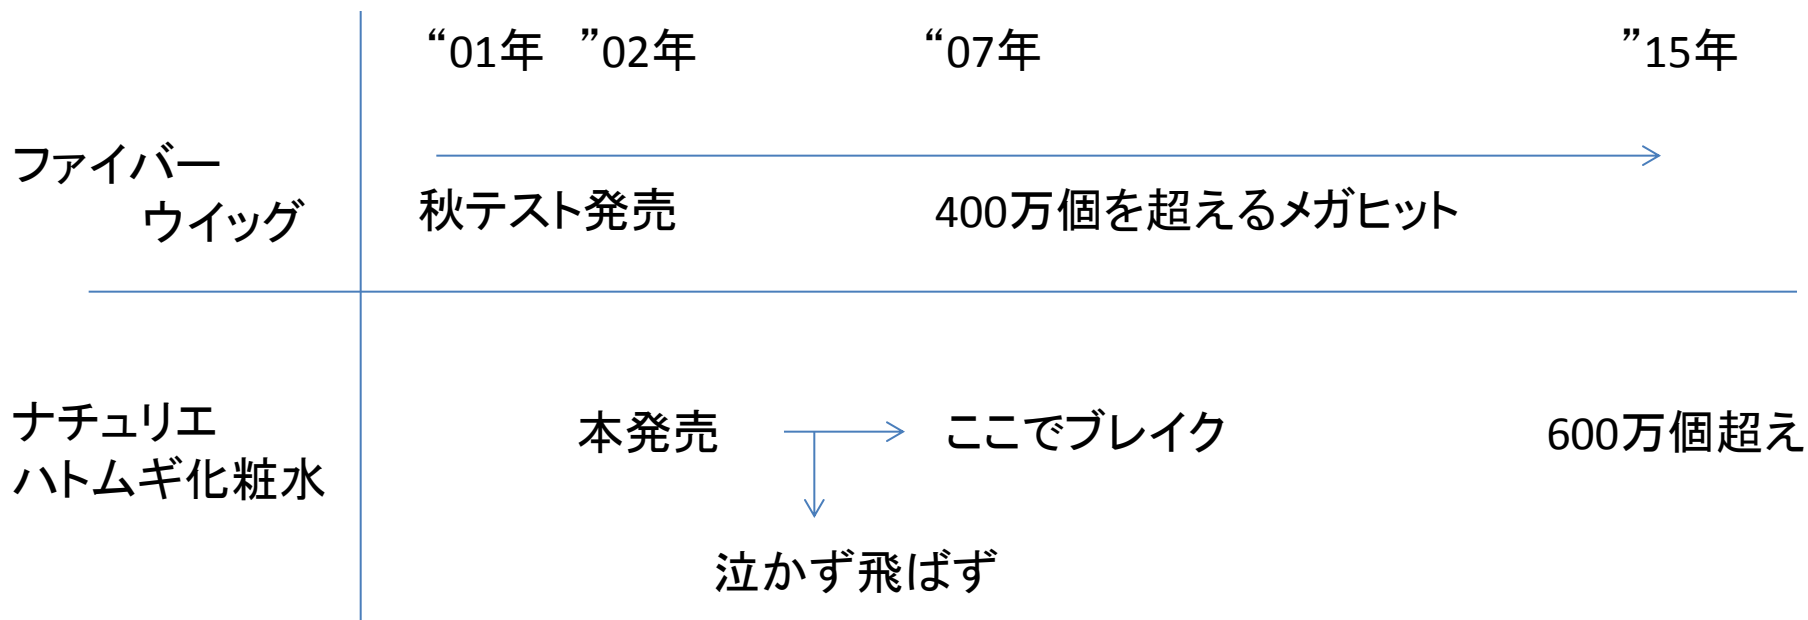 “01年 ”02年 “07年 ”15年
ファイバー
ウイッグ
秋テスト発売 400万個を超えるメガヒット
ナチュリエ
ハトムギ化粧水
本発売 ここでブレイク 600万個超え
泣かず飛ばず